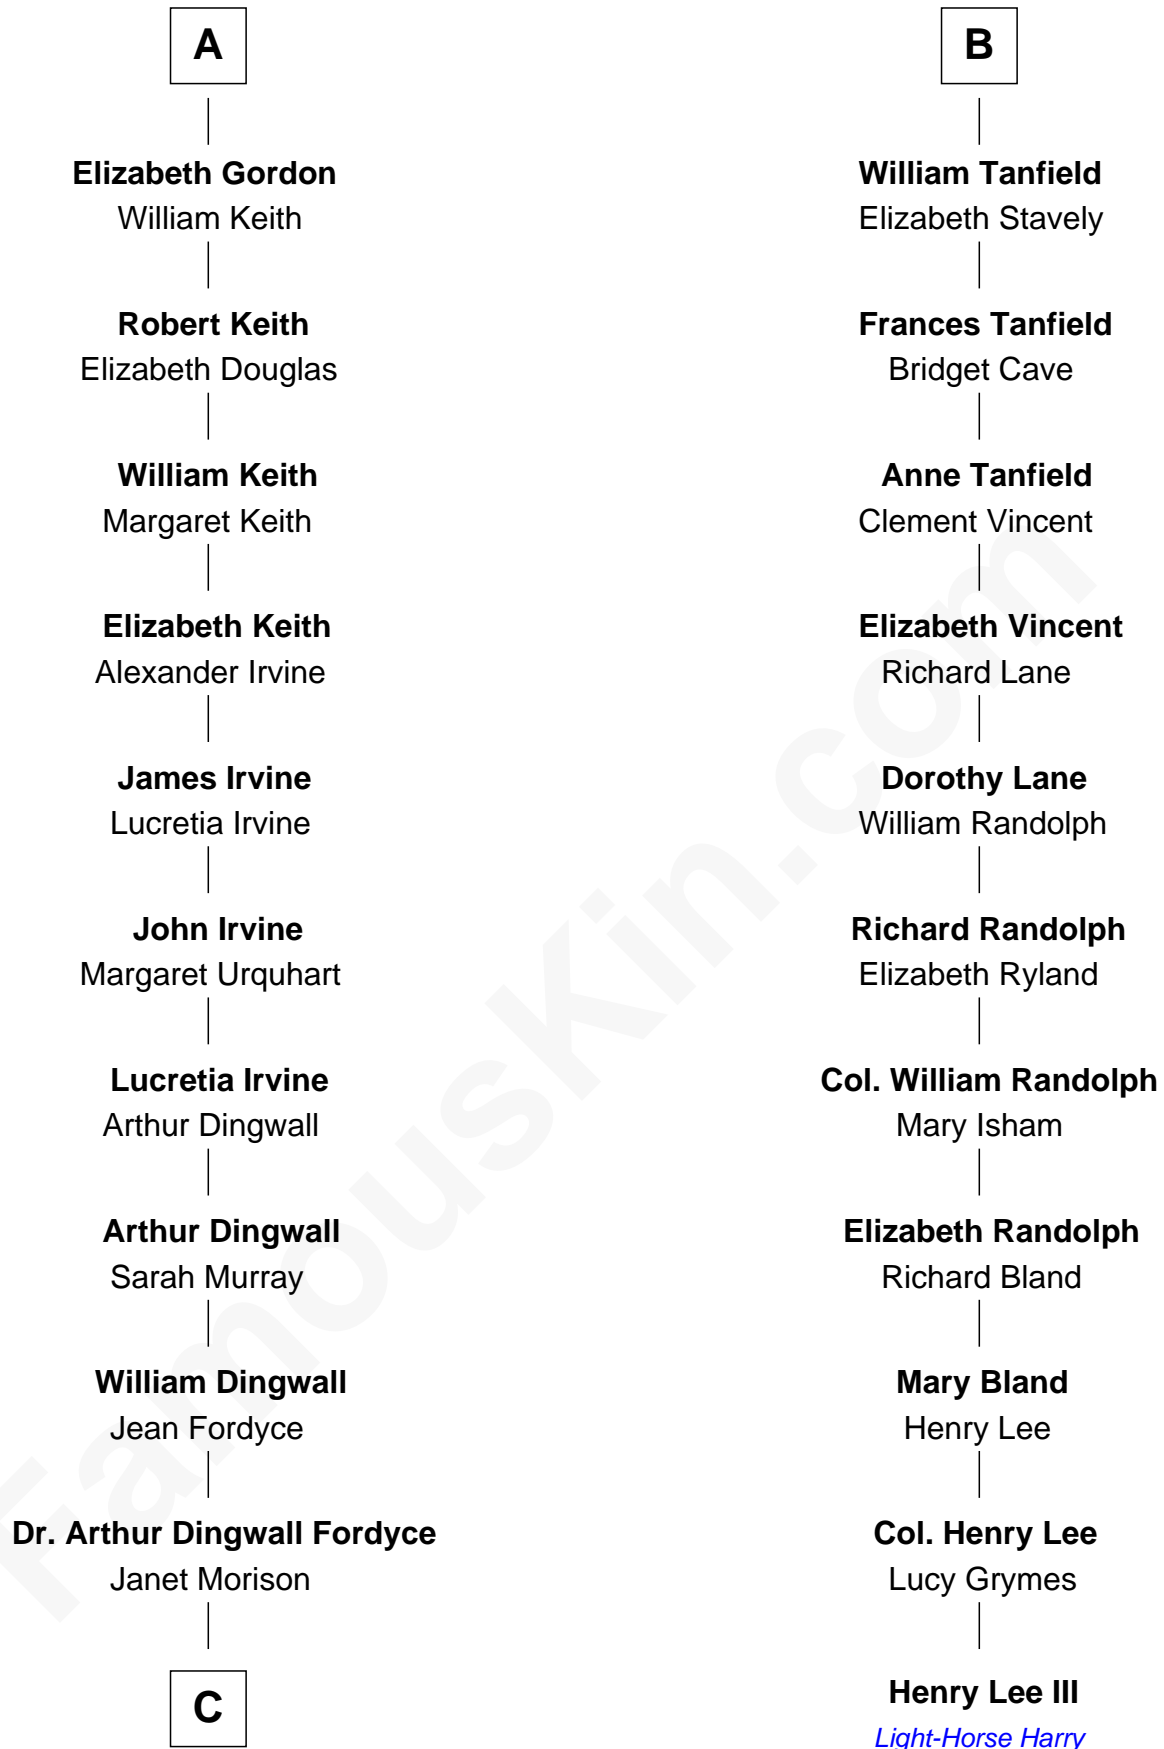 A
Elizabeth Gordon
William Keith
Robert Keith
Elizabeth Douglas
William Keith
Margaret Keith
Elizabeth Keith
Alexander Irvine
James Irvine
Lucretia Irvine
John Irvine
Margaret Urquhart
Lucretia Irvine
Arthur Dingwall
Arthur Dingwall
Sarah Murray
William Dingwall
Jean Fordyce
Dr. Arthur Dingwall Fordyce
Janet Morison
C
B
William Tanfield
Elizabeth Stavely
Frances Tanfield
Bridget Cave
Anne Tanfield
Clement Vincent
Elizabeth Vincent
Richard Lane
Dorothy Lane
William Randolph
Richard Randolph
Elizabeth Ryland
Col. William Randolph
Mary Isham
Elizabeth Randolph
Richard Bland
Mary Bland
Henry Lee
Col. Henry Lee
Lucy Grymes
Henry Lee III
Light-Horse Harry
FamousKin.com